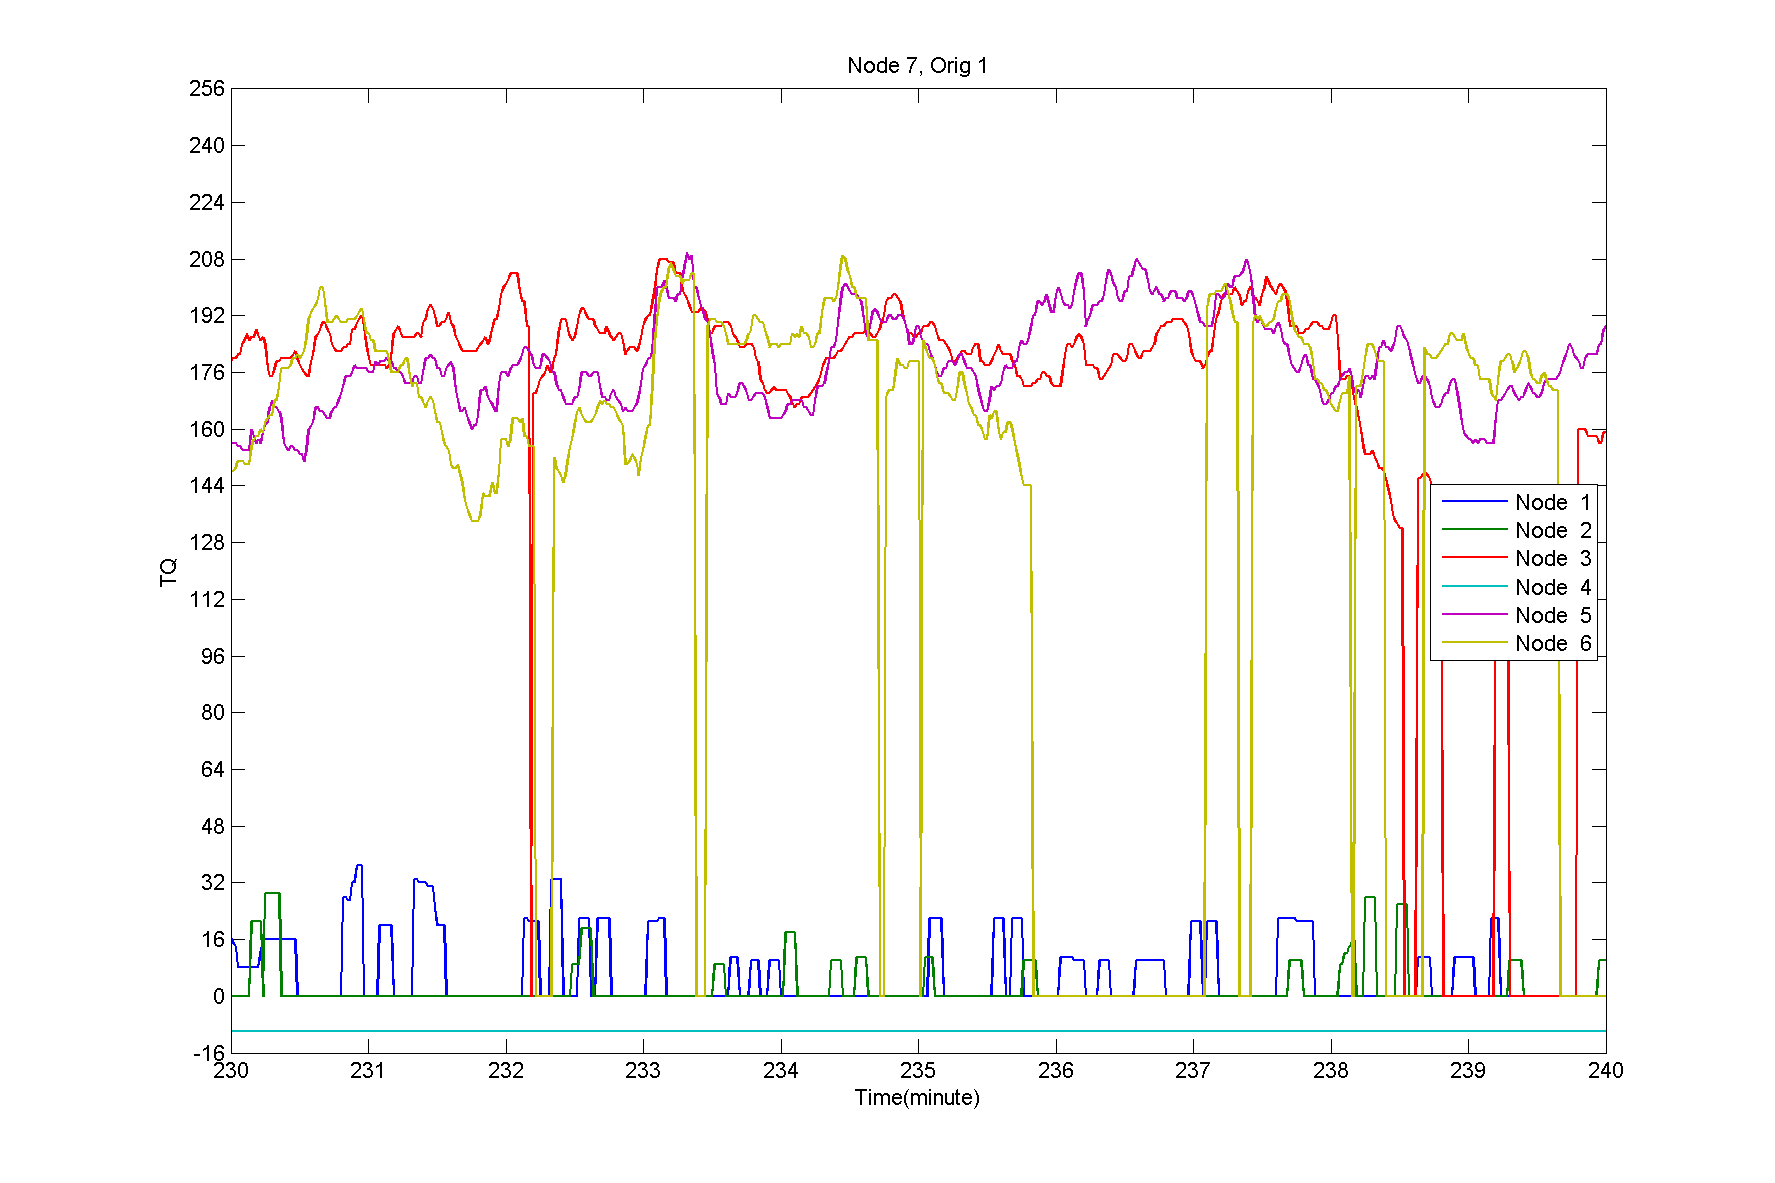 Node 7, Orig 1
256
240
224
208
192
176
160
144
128
112
96
80
64
48
32
16
0
-16
TQ
Node 1
Node 2
Node 3
Node 4
Node 5
Node 6
230 231 232 233 234 235 236 237 238 239 240
Time(minute)